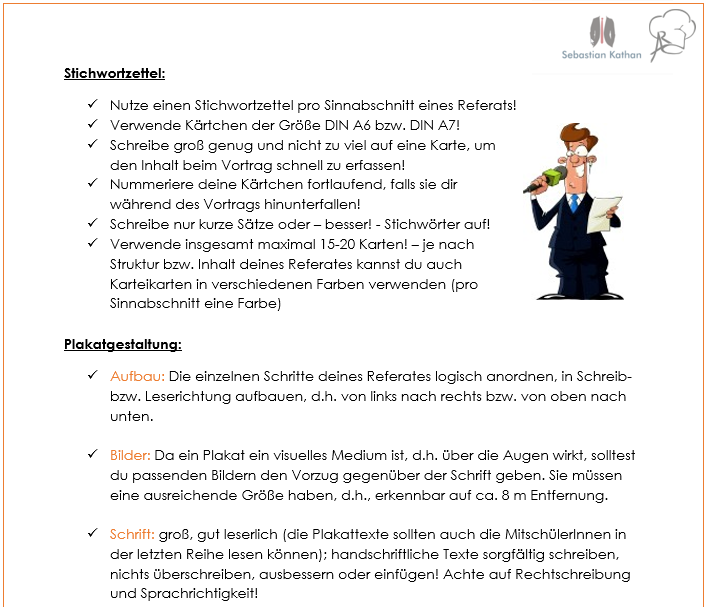 Sebastian Kathan
Stichwortzettel:
✓ Nutze einen Stichwortzettel pro Sinnabschnitt eines Referats!
✓ Verwende Kärtchen der Größe DIN A6 bzw. DIN A7!
✓ Schreibe groß genug und nicht zu viel auf eine Karte, um
den Inhalt beim Vortrag schnell zu erfassen!
✓ Nummeriere deine Kärtchen fortlaufend, falls sie dir
während des Vortrags hinunterfallen!
✓ Schreibe nur kurze Sätze oder – besser! - Stichwörter auf!
✓ Verwende insgesamt maximal 15-20 Karten! – je nach
Struktur bzw. Inhalt deines Referates kannst du auch
Karteikarten in verschiedenen Farben verwenden (pro
Sinnabschnitt eine Farbe)
Plakatgestaltung:
✓ Aufbau: Die einzelnen Schritte deines Referates logisch anordnen, in Schreib-
bzw. Leserichtung aufbauen, d.h. von links nach rechts bzw. von oben nach
unten.
✓ Bilder: Da ein Plakat ein visuelles Medium ist, d.h. über die Augen wirkt, solltest
du passenden Bildern den Vorzug gegenüber der Schrift geben. Sie müssen
eine ausreichende Größe haben, d.h., erkennbar auf ca. 8 m Entfernung.
✓ Schrift: groß, gut leserlich (die Plakattexte sollten auch die MitschülerInnen in
der letzten Reihe lesen können); handschriftliche Texte sorgfältig schreiben,
nichts überschreiben, ausbessern oder einfügen! Achte auf Rechtschreibung
und Sprachrichtigkeit!